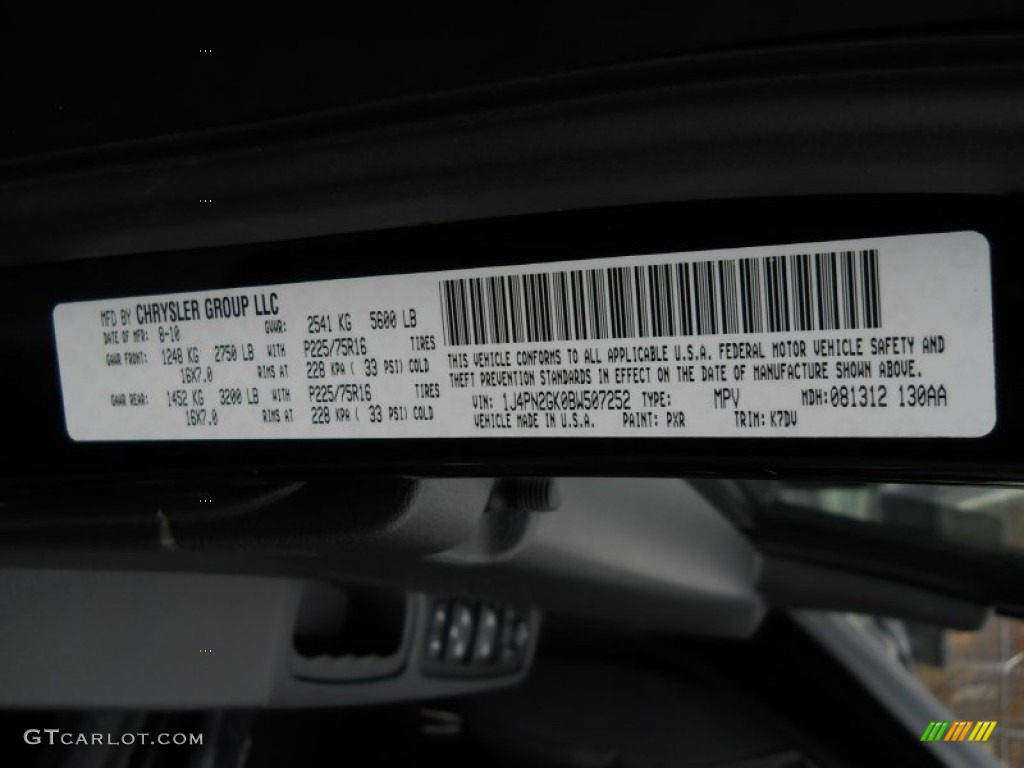 MFD BY CHRYSLER GROUP LLC
DATE OF MFR: 8-10 GVWR: 2541 KG 5600 LB
GAWR FRONT: 1248 KG 2750 LB WITH P225/75R16 TIRES
16X7.0 RIMS AT 228 KPA ( 33 PSI) COLD
GAWR REAR: 1452 KG 3200 LB WITH P225/75R16 TIRES
16X7.0 RIMS AT 228 KPA ( 33 PSI) COLD
THIS VEHICLE CONFORMS TO ALL APPLICABLE U.S.A. FEDERAL MOTOR VEHICLE SAFETY AND
THEFT PREVENTION STANDARDS IN EFFECT ON THE DATE OF MANUFACTURE SHOWN ABOVE.
VIN: 1J4PN2GK0BW507252 TYPE: MPV MDH: 081312 130AA
VEHICLE MADE IN U.S.A. PAINT: PXR TRIM: K7DV
GTCARLOT.COM